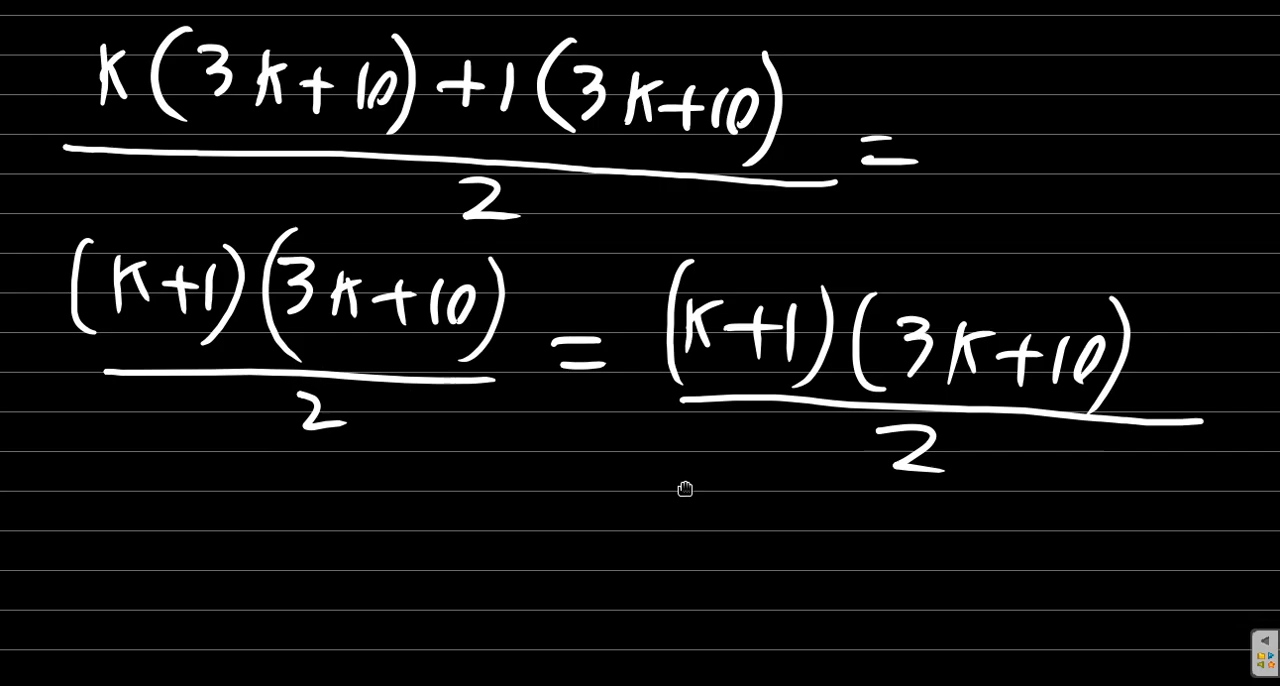 K(3K+10)+1(3K+10)
2
=
(K+1)(3K+10)
2
=
(K+1)(3K+10)
2